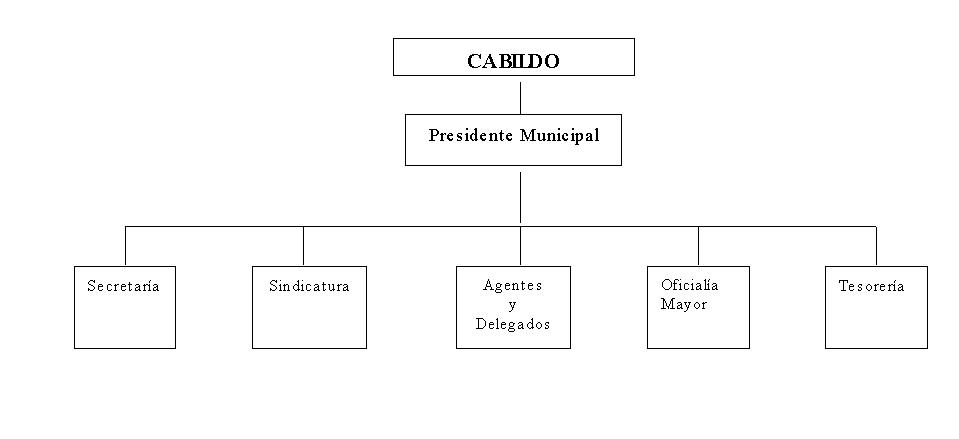 CABILDO
Presidente Municipal
Secretaría
Sindicatura
Agentes
y
Delegados
Oficialía
Mayor
Tesorería